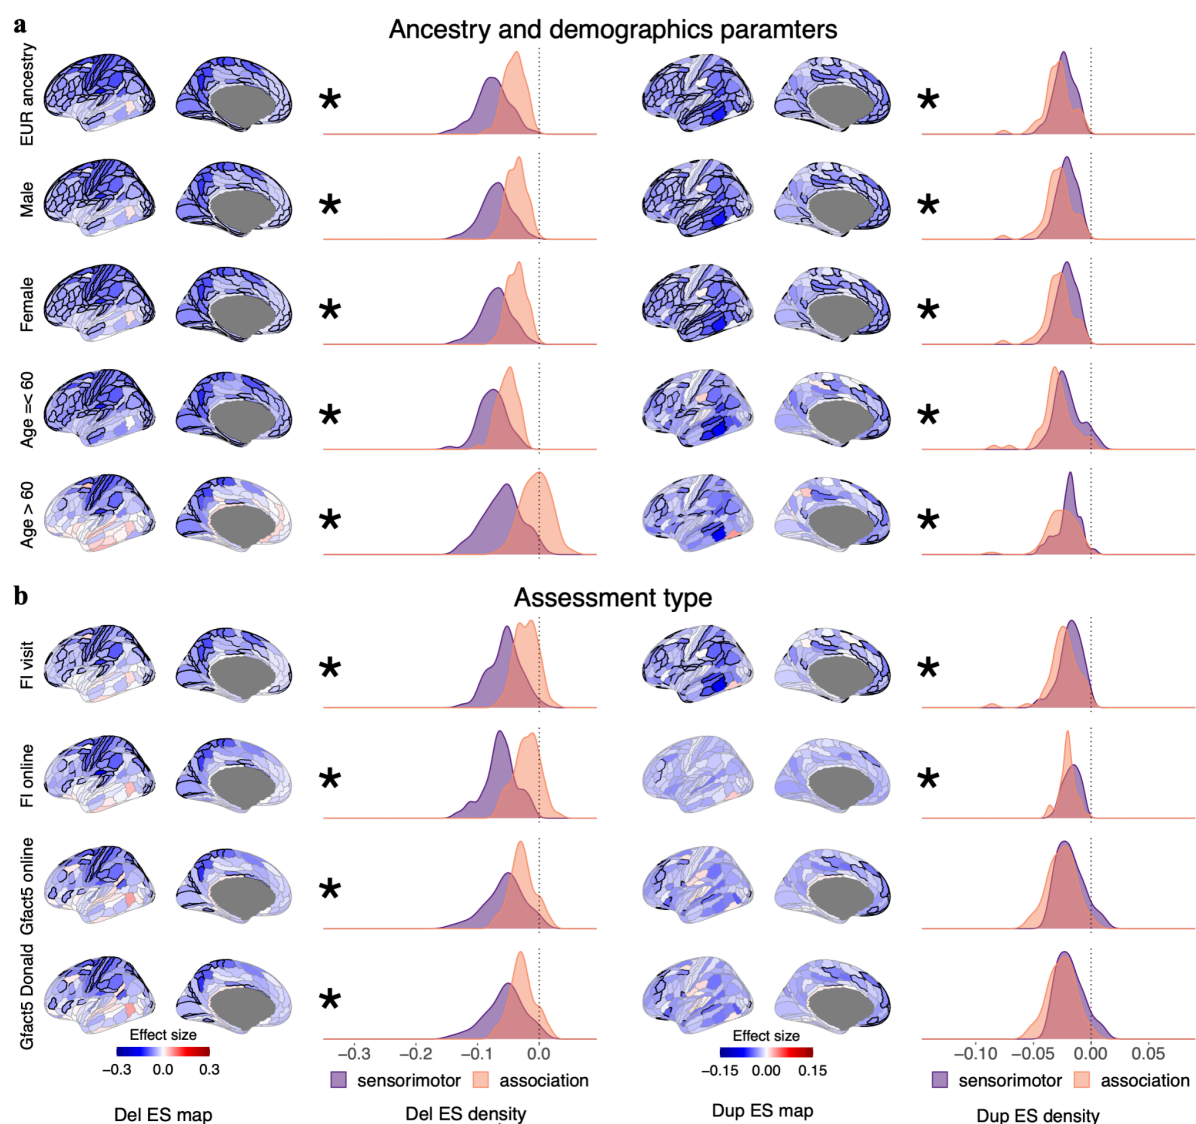 a
Ancestry and demographics paramters
EUR ancestry
*
*
Male
*
*
Female
*
*
Age =< 60
*
*
Age > 60
*
*
b
Assessment type
FI visit
*
*
FI online
*
*
Gfact5 online
*
Gfact5 Donald
*
Effect size
−0.3 0.0 0.3
−0.3 −0.2 −0.1 0.0
Effect size
−0.15 0.00 0.15
−0.10 −0.05 0.00 0.05
sensorimotor association
sensorimotor association
Del ES map
Del ES density
Dup ES map
Dup ES density